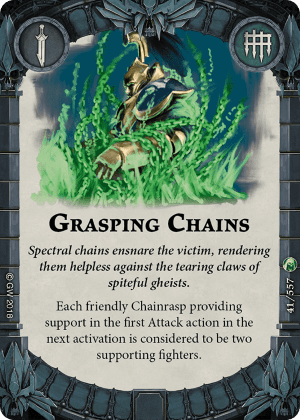 GRASPING CHAINS
Spectral chains ensnare the victim, rendering
them helpless against the tearing claws of
spiteful gheists.
Each friendly Chainrasp providing
support in the first Attack action in the
next activation is considered to be two
supporting fighters.
© GW 2018
41/557